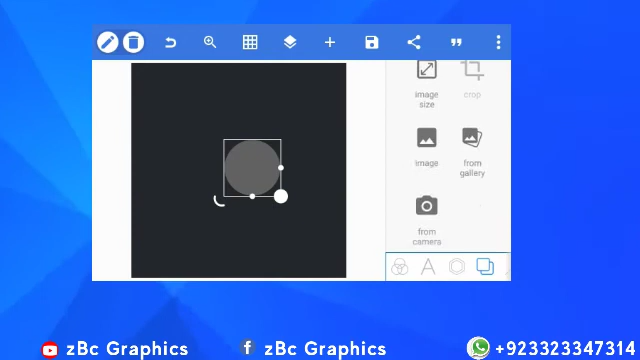 image
size
crop
image
from
gallery
from
camera
zBc Graphics
zBc Graphics
+923323347314